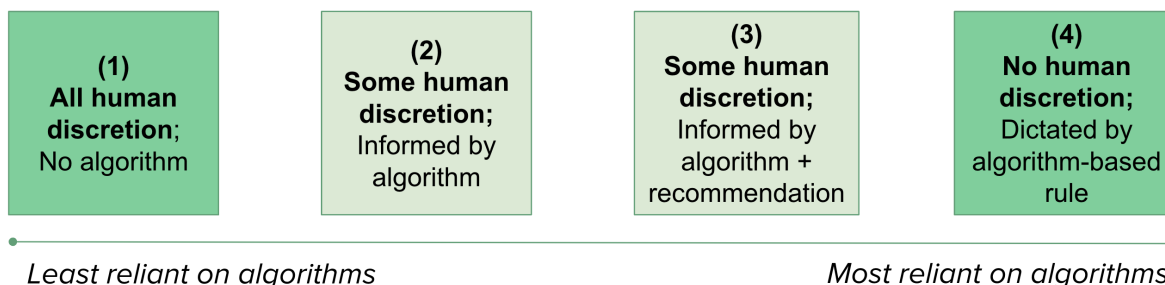 (1)
All human
discretion;
No algorithm
(2)
Some human
discretion;
Informed by
algorithm
(3)
Some human
discretion;
Informed by
algorithm +
recommendation
(4)
No human
discretion;
Dictated by
algorithm-based
rule
Least reliant on algorithms
Most reliant on algorithms